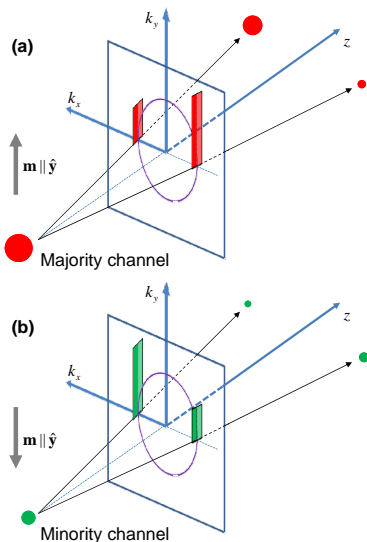 (a)
k_y
z
k_x
m || ŷ
Majority channel
(b)
k_y
z
k_x
m || ŷ
Minority channel